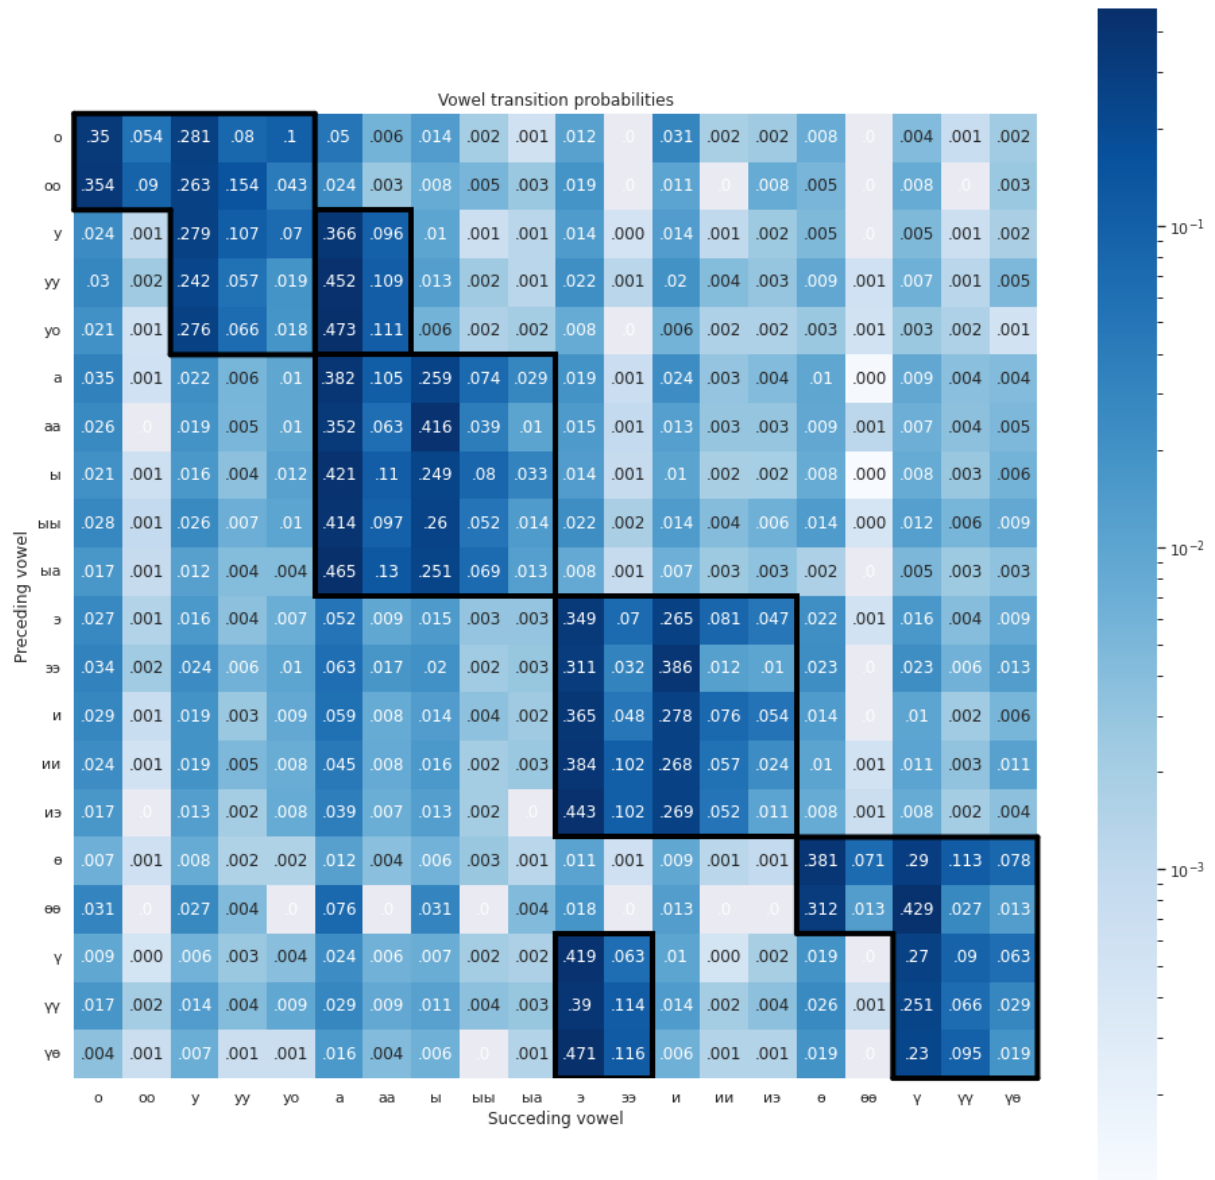 Vowel transition probabilities
о .35 .054 .281 .08 .1 .05 .006 .014 .002 .001 .012 .0 .031 .002 .002 .008 .0 .004 .001 .002
оо .354 .09 .263 .154 .043 .024 .003 .008 .005 .003 .019 .0 .011 .0 .008 .005 .0 .008 .0 .003
у .024 .001 .279 .107 .07 .366 .096 .01 .001 .001 .014 .000 .014 .001 .002 .005 .0 .005 .001 .002
уу .03 .002 .242 .057 .019 .452 .109 .013 .002 .001 .022 .001 .02 .004 .003 .009 .001 .007 .001 .005
уо .021 .001 .276 .066 .018 .473 .111 .006 .002 .002 .008 .0 .006 .002 .002 .003 .001 .003 .002 .001
а .035 .001 .022 .006 .01 .382 .105 .259 .074 .029 .019 .001 .024 .003 .004 .01 .000 .009 .004 .004
аа .026 .0 .019 .005 .01 .352 .063 .416 .039 .01 .015 .001 .013 .003 .003 .009 .001 .007 .004 .005
ы .021 .001 .016 .004 .012 .421 .11 .249 .08 .033 .014 .001 .01 .002 .002 .008 .000 .008 .003 .006
ыы .028 .001 .026 .007 .01 .414 .097 .26 .052 .014 .022 .002 .014 .004 .006 .014 .000 .012 .006 .009
ыа .017 .001 .012 .004 .004 .465 .13 .251 .069 .013 .008 .001 .007 .003 .003 .002 .0 .005 .003 .003
э .027 .001 .016 .004 .007 .052 .009 .015 .003 .003 .349 .07 .265 .081 .047 .022 .001 .016 .004 .009
ээ .034 .002 .024 .006 .01 .063 .017 .02 .002 .003 .311 .032 .386 .012 .01 .023 .0 .023 .006 .013
и .029 .001 .019 .003 .009 .059 .008 .014 .004 .002 .365 .048 .278 .076 .054 .014 .0 .01 .002 .006
ии .024 .001 .019 .005 .008 .045 .008 .016 .002 .003 .384 .102 .268 .057 .024 .01 .001 .011 .003 .011
иэ .017 .0 .013 .002 .008 .039 .007 .013 .002 .0 .443 .102 .269 .052 .011 .008 .001 .008 .002 .004
ө .007 .001 .008 .002 .002 .012 .004 .006 .003 .001 .011 .001 .009 .001 .001 .381 .071 .29 .113 .078
өө .031 .0 .027 .004 .0 .076 .0 .031 .0 .004 .018 .0 .013 .0 .0 .312 .013 .429 .027 .013
ү .009 .000 .006 .003 .004 .024 .006 .007 .002 .002 .419 .063 .01 .000 .002 .019 .0 .27 .09 .063
үү .017 .002 .014 .004 .009 .029 .009 .011 .004 .003 .39 .114 .014 .002 .004 .026 .001 .251 .066 .029
үө .004 .001 .007 .001 .001 .016 .004 .006 .0 .001 .471 .116 .006 .001 .001 .019 .0 .23 .095 .019
о оо у уу уо а аа ы ыы ыа э ээ и ии иэ ө өө ү үү үө
Succeding vowel
Preceding vowel
10⁻¹
10⁻²
10⁻³